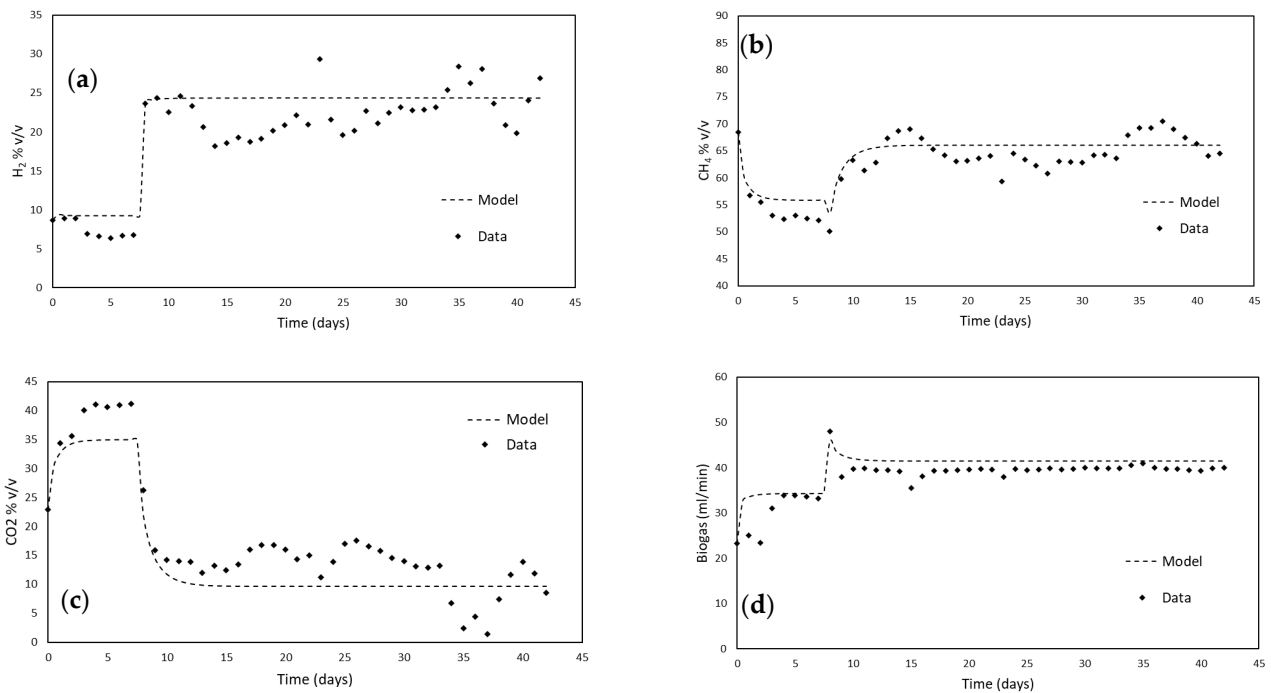 35
30
25
20
15
10
5
0
H2 % v/v
(a)
Model
Data
0 5 10 15 20 25 30 35 40 45
Time (days)
90
85
80
75
70
65
60
55
50
45
40
CH4 % v/v
(b)
Model
Data
0 5 10 15 20 25 30 35 40 45
Time (days)
45
40
35
30
25
20
15
10
5
0
CO2 % v/v
Model
Data
(c)
0 5 10 15 20 25 30 35 40 45
Time (days)
60
50
40
30
20
10
0
Biogas (ml/min)
Model
Data
(d)
0 5 10 15 20 25 30 35 40 45
Time (days)